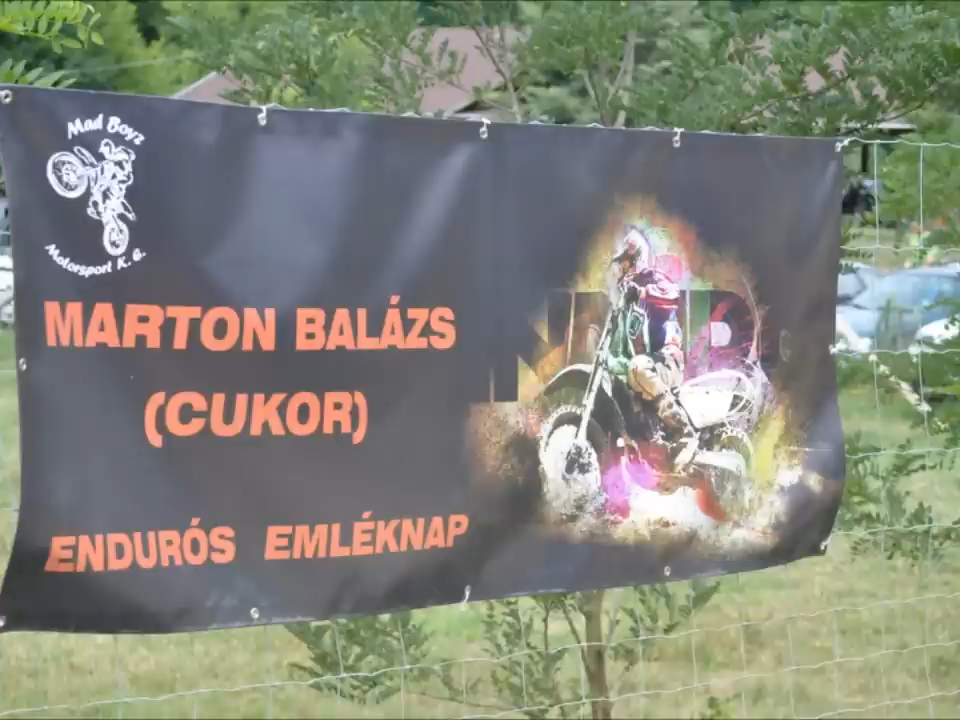 Mad Boyz
Motorsport K. G.
MARTON BALÁZS
(CUKOR)
ENDURÓS EMLÉKNAP